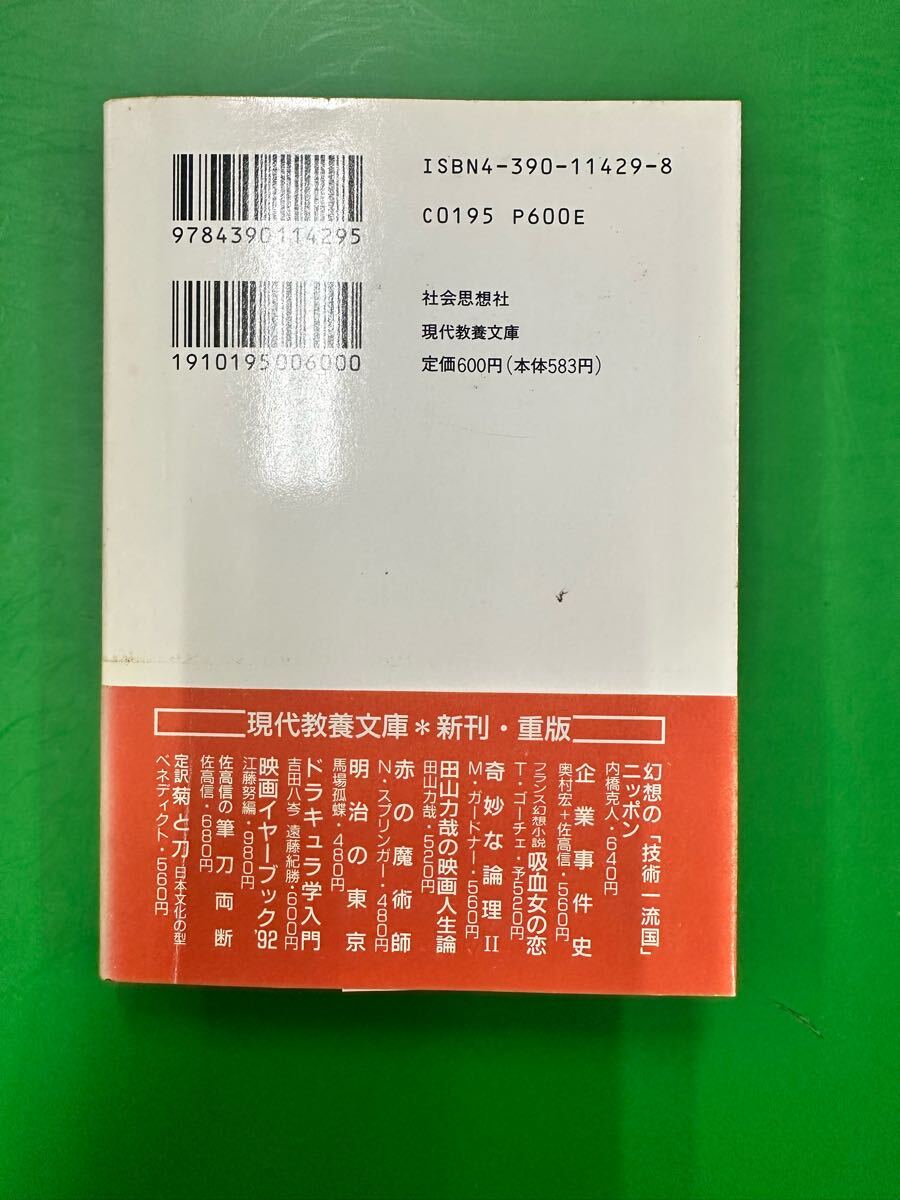 ISBN4-390-11429-8
C0195 P600E
9784390114295
1910195006000
社会思想社
現代教養文庫
定価600円(本体583円)
現代教養文庫*新刊・重版
幻想の「技術一流国」
ニッポン
内橋克人・640円
企業事件史
奥村宏+佐高信・560円
フランス幻想小説 吸血女の恋
T・ゴーチェ・予520円
奇妙な論理II
M・ガードナー・560円
田山力哉の映画人生論
田山力哉・520円
赤の魔術師
N・スプリンガー・480円
明治の東京
馬場孤蝶・480円
ドラキュラ学入門
吉田八岑 遠藤紀勝・600円
映画イヤーブック'92
江藤努編・980円
佐高信の筆刀両断
佐高信・680円
定訳 菊と刀―日本文化の型
ベネディクト・560円